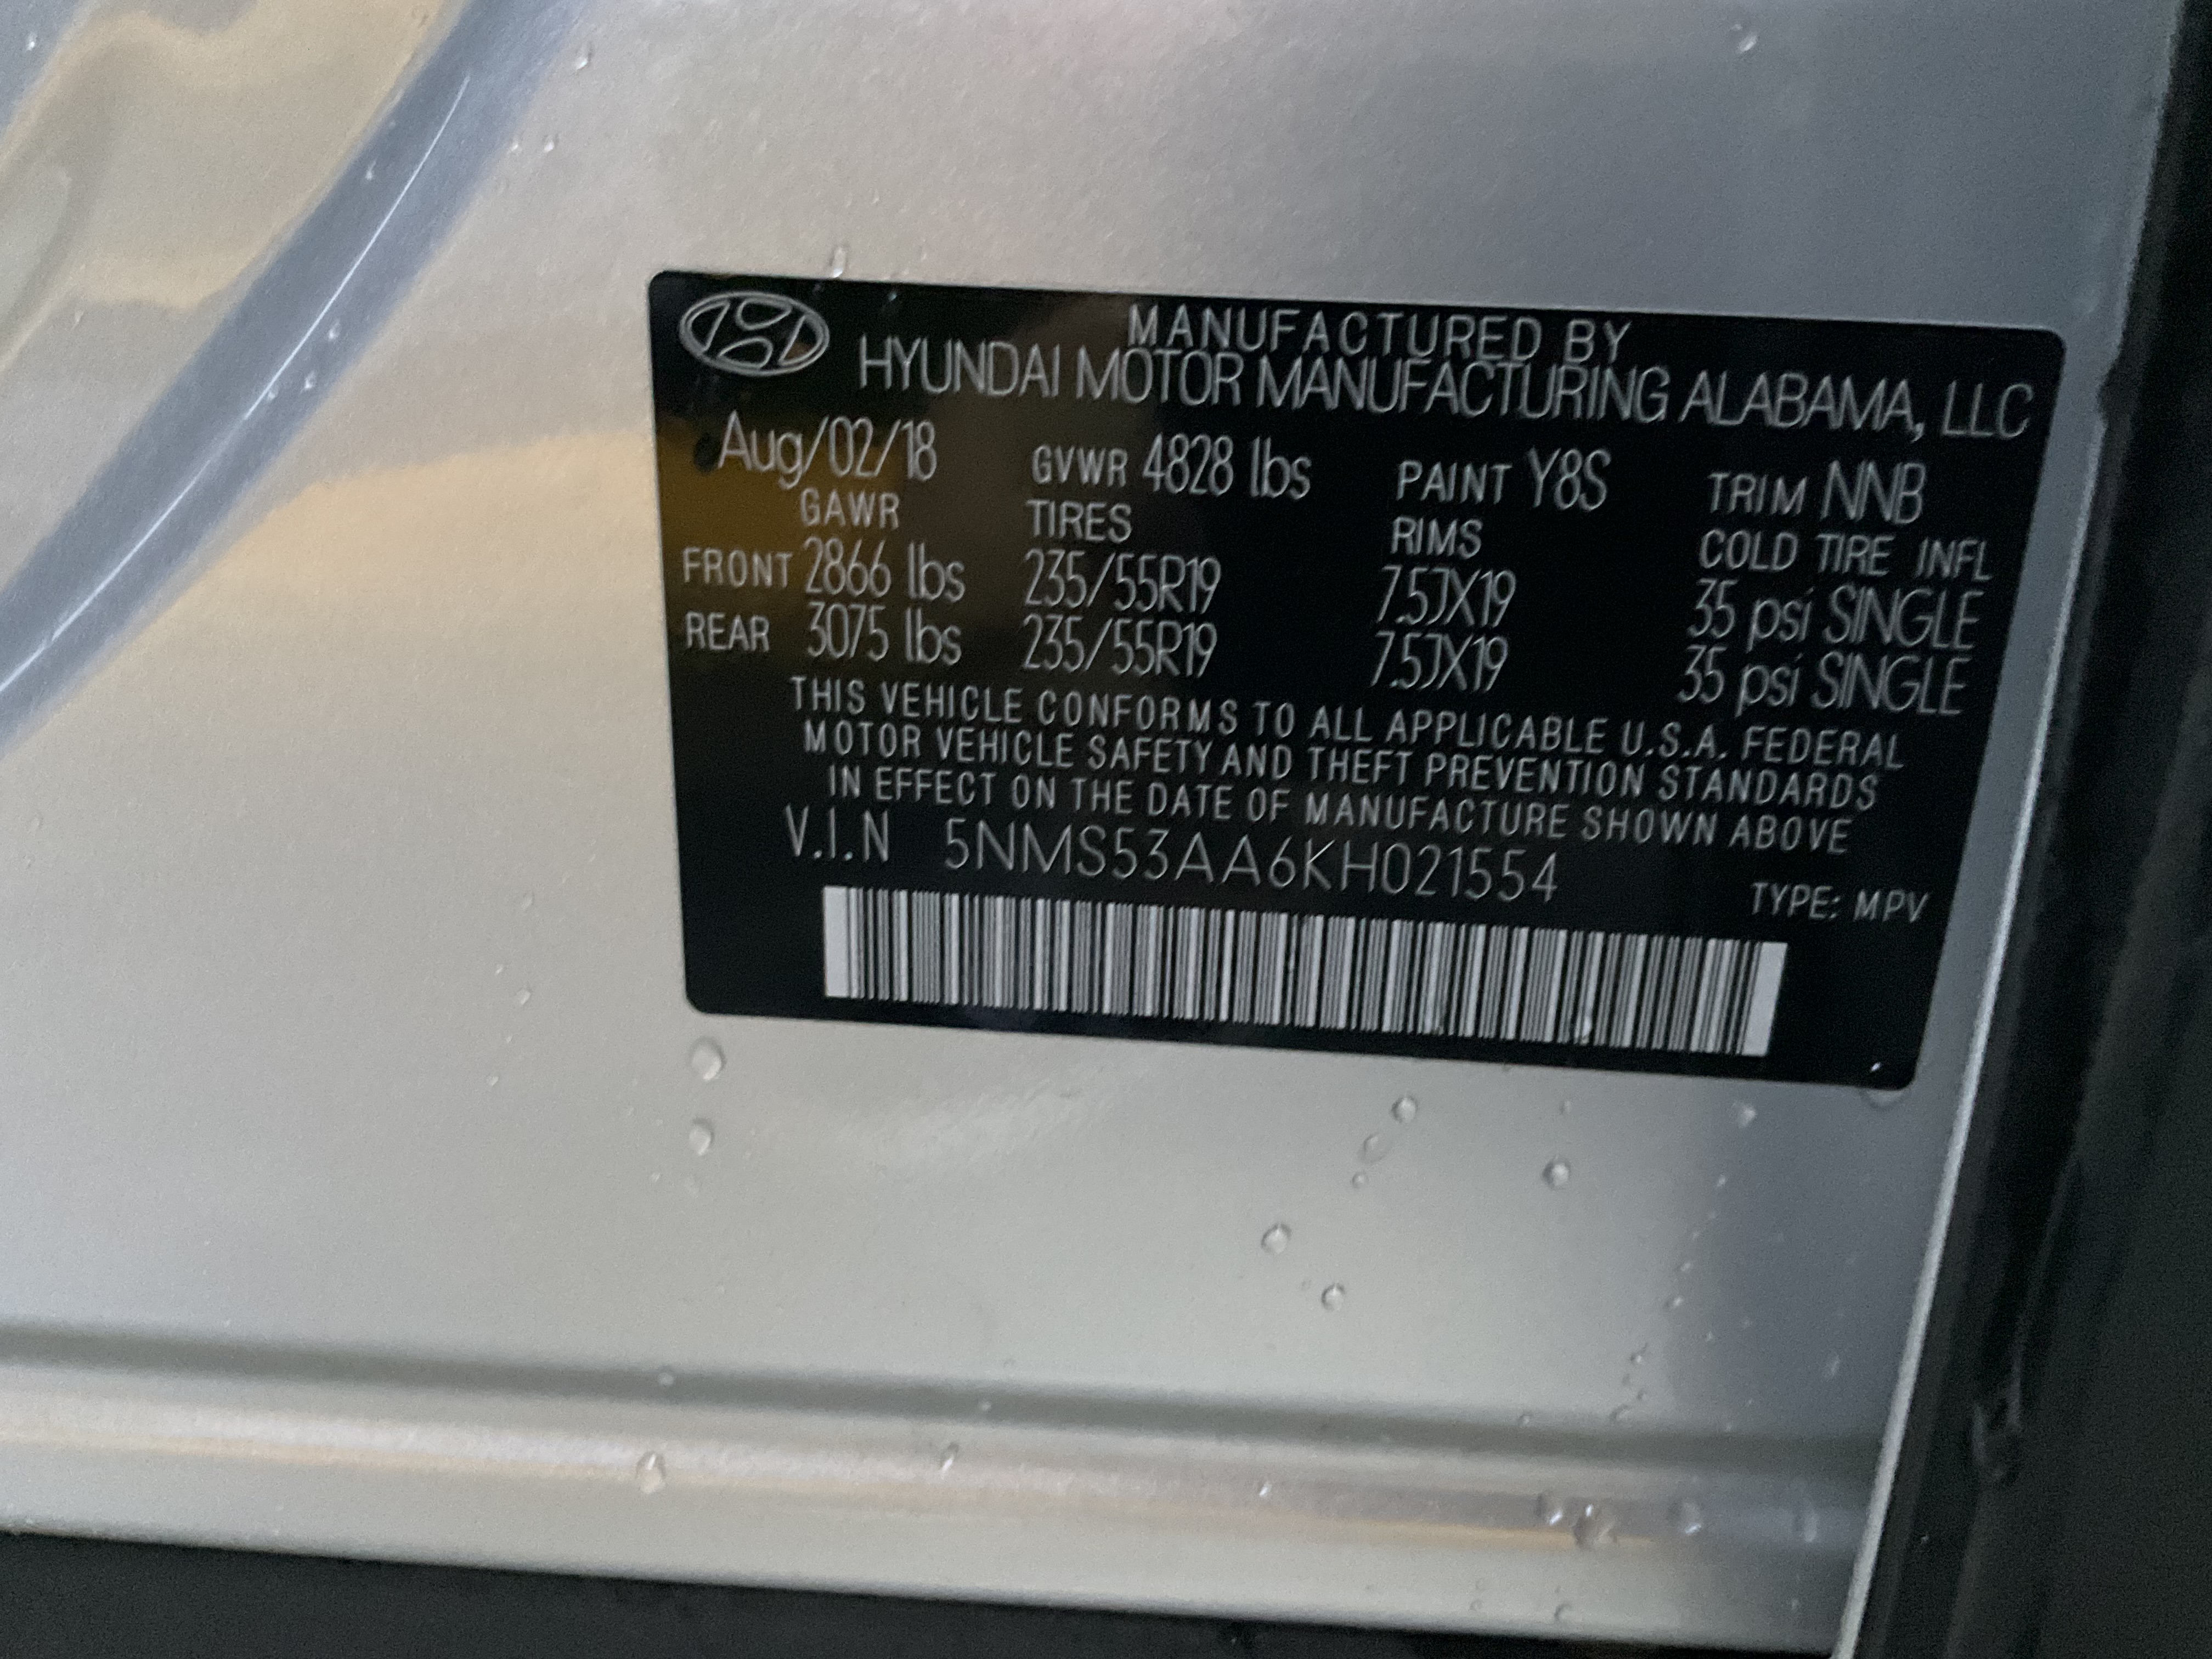 MANUFACTURED BY
HYUNDAI MOTOR MANUFACTURING ALABAMA, LLC
Aug/02/18 GVWR 4828 lbs PAINT Y8S TRIM NNB
GAWR TIRES RIMS COLD TIRE INFL
FRONT 2866 lbs 235/55R19 7.5JX19 35 psi SINGLE
REAR 3075 lbs 235/55R19 7.5JX19 35 psi SINGLE
THIS VEHICLE CONFORMS TO ALL APPLICABLE U.S.A. FEDERAL
MOTOR VEHICLE SAFETY AND THEFT PREVENTION STANDARDS
IN EFFECT ON THE DATE OF MANUFACTURE SHOWN ABOVE
V.I.N 5NMS53AA6KH021554
TYPE: MPV